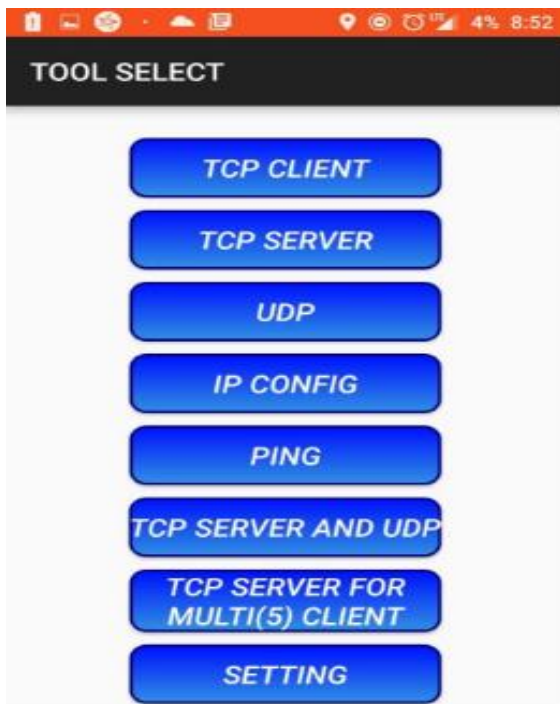 LTE 4% 8:52
TOOL SELECT
TCP CLIENT
TCP SERVER
UDP
IP CONFIG
PING
TCP SERVER AND UDP
TCP SERVER FOR
MULTI(5) CLIENT
SETTING